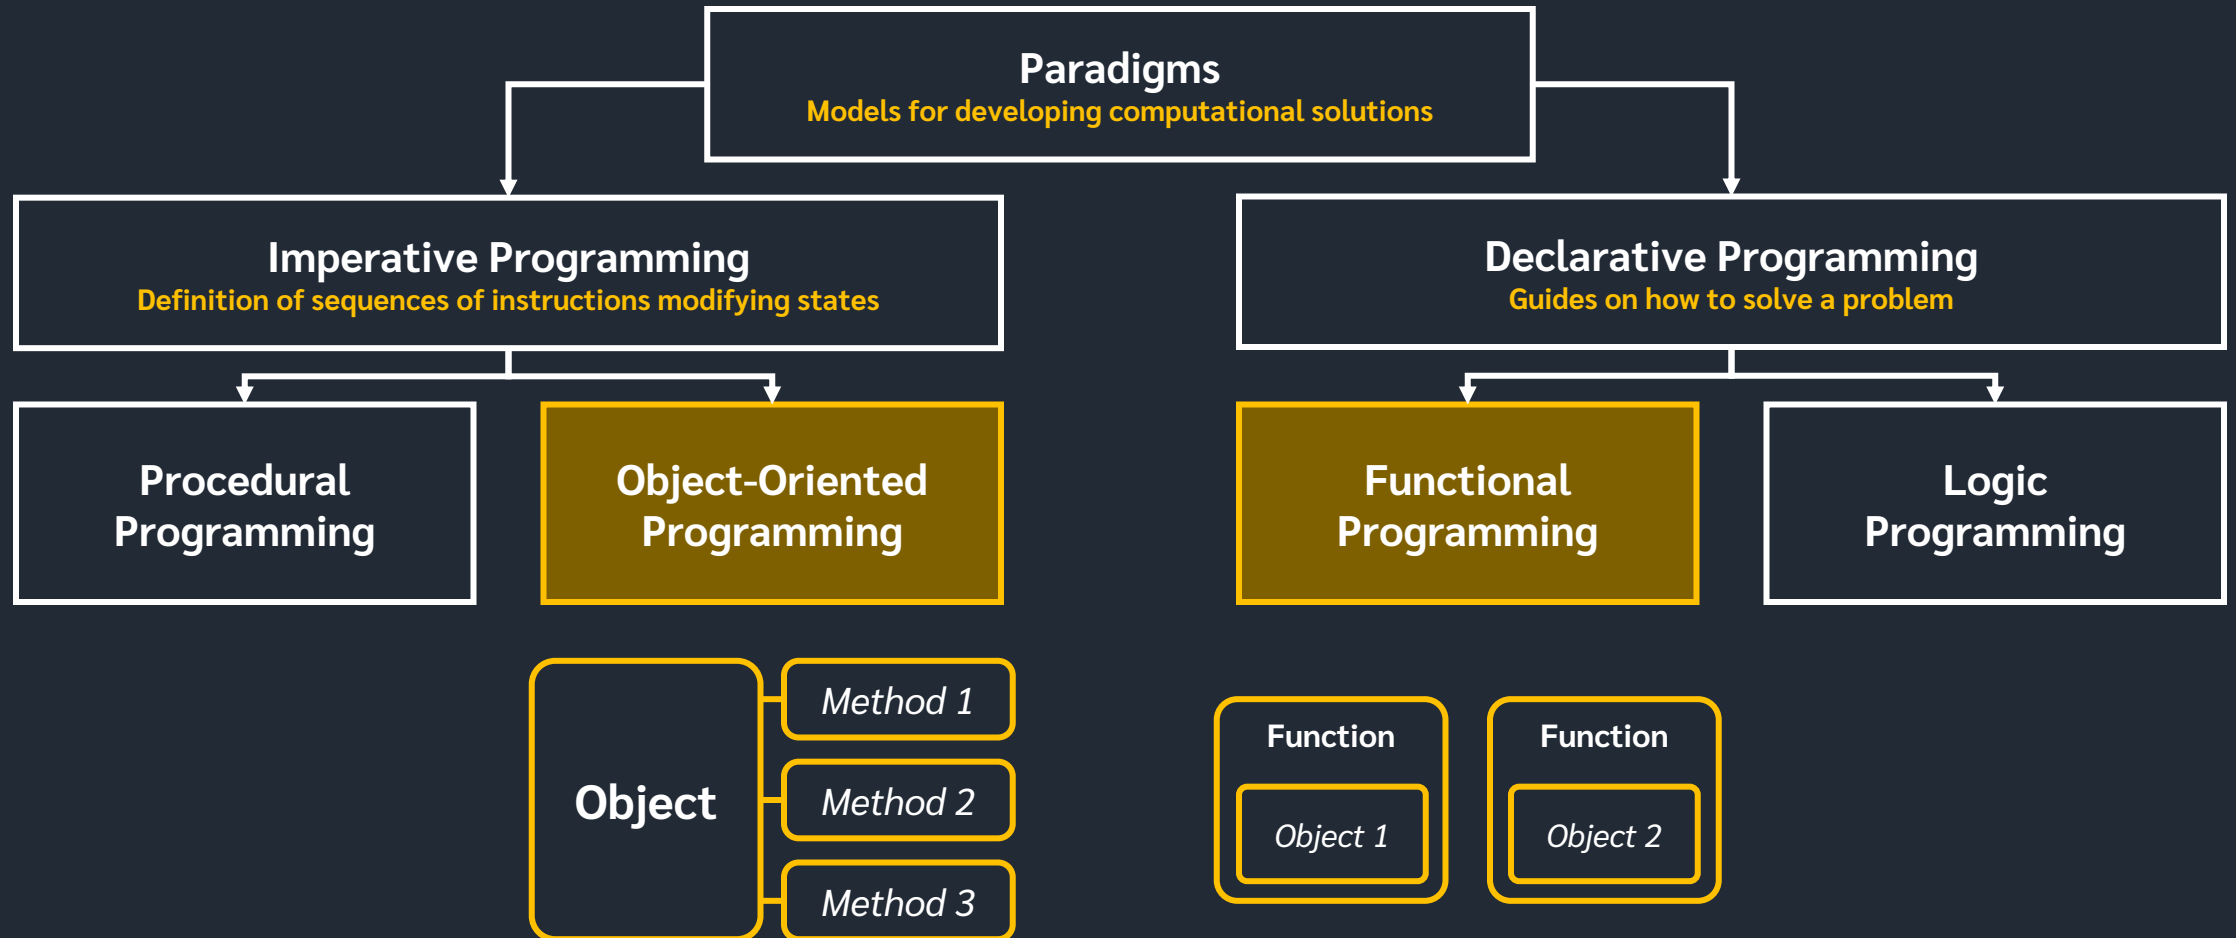 Paradigms
Models for developing computational solutions
Imperative Programming
Definition of sequences of instructions modifying states
Declarative Programming
Guides on how to solve a problem
Procedural
Programming
Object-Oriented
Programming
Functional
Programming
Logic
Programming
Object
Method 1
Method 2
Method 3
Function
Object 1
Function
Object 2